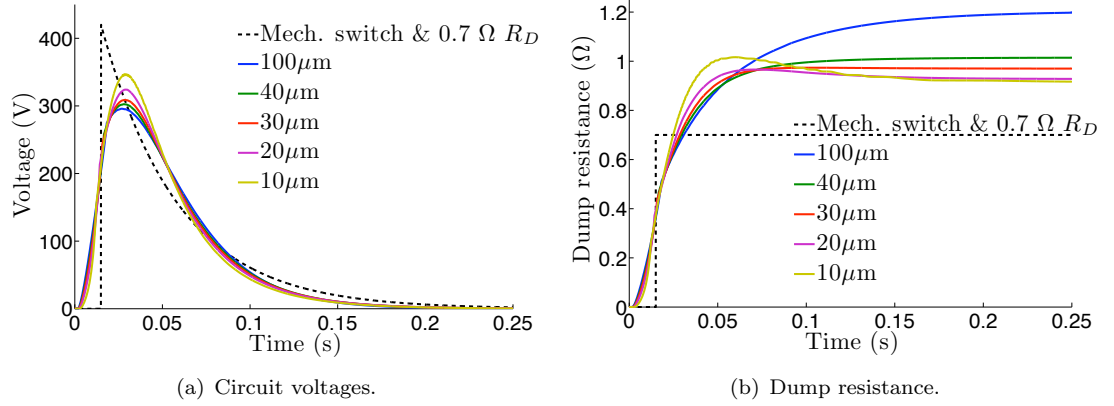 400
300
200
100
0
Voltage (V)
Mech. switch & 0.7 Ω R_D
100μm
40μm
30μm
20μm
10μm
0
0.05
0.1
0.15
0.2
0.25
Time (s)
(a) Circuit voltages.
1.2
1
0.8
0.6
0.4
0.2
0
Dump resistance (Ω)
Mech. switch & 0.7 Ω R_D
100μm
40μm
30μm
20μm
10μm
0
0.05
0.1
0.15
0.2
0.25
Time (s)
(b) Dump resistance.